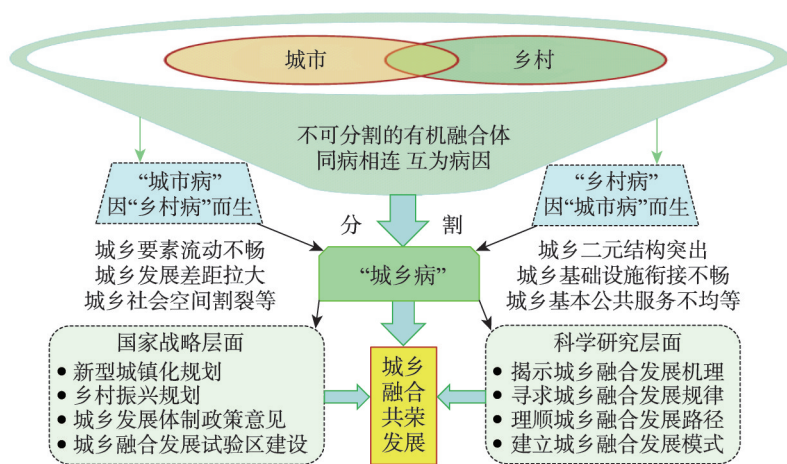 城市
乡村
不可分割的有机融合体
同病相连 互为病因
“城市病”
因“乡村病”而生
“乡村病”
因“城市病”而生
分 割
城乡要素流动不畅
城乡发展差距拉大
城乡社会空间割裂等
“城乡病”
城乡二元结构突出
城乡基础设施衔接不畅
城乡基本公共服务不均等
国家战略层面
● 新型城镇化规划
● 乡村振兴规划
● 城乡发展体制政策意见
● 城乡融合发展试验区建设
城乡
融合
共荣
发展
科学研究层面
● 揭示城乡融合发展机理
● 寻求城乡融合发展规律
● 理顺城乡融合发展路径
● 建立城乡融合发展模式